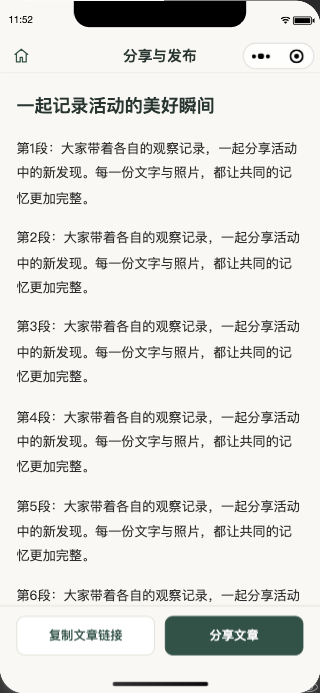 11:52
分享与发布
一起记录活动的美好瞬间
第1段：大家带着各自的观察记录，一起分享活动
中的新发现。每一份文字与照片，都让共同的记
忆更加完整。
第2段：大家带着各自的观察记录，一起分享活动
中的新发现。每一份文字与照片，都让共同的记
忆更加完整。
第3段：大家带着各自的观察记录，一起分享活动
中的新发现。每一份文字与照片，都让共同的记
忆更加完整。
第4段：大家带着各自的观察记录，一起分享活动
中的新发现。每一份文字与照片，都让共同的记
忆更加完整。
第5段：大家带着各自的观察记录，一起分享活动
中的新发现。每一份文字与照片，都让共同的记
忆更加完整。
第6段：大家带着各自的观察记录，一起分享活动
复制文章链接
分享文章